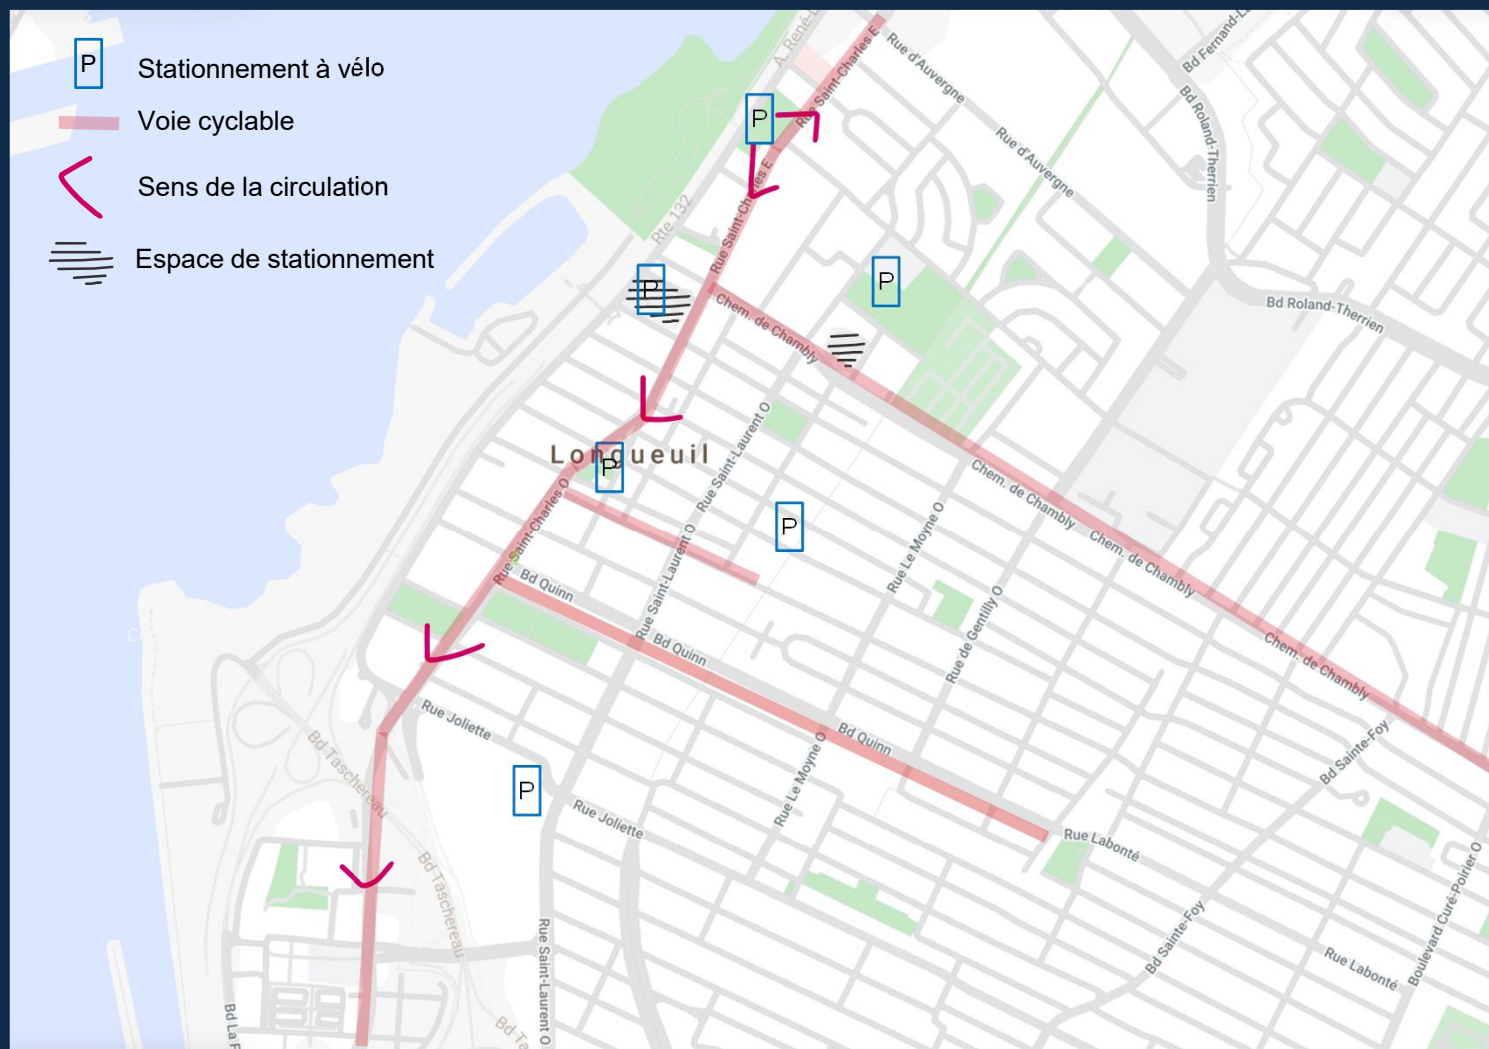 P
Stationnement à vélo
Voie cyclable
Sens de la circulation
Espace de stationnement
Rue Saint-Charles E
Rue d'Auvergne
Bd Roland-Therrien
P
Rue d'Auvergne
Rte 132
Rue Saint-Charles E
P
P
Bd Roland-Therrien
Chem. de Chambly
Longueuil
P
Rue Saint-Laurent O
Chem. de Chambly
Rue Saint-Charles O
P
Rue Le Moyne O
Chem. de Chambly
Bd Quinn
Rue Saint-Laurent O
Rue de Gentilly O
Bd Quinn
Chem. de Chambly
Rue Joliette
Bd Quinn
Bd Taschereau
Rue Le Moyne O
Bd Sainte-Foy
P
Rue Joliette
Rue Labonté
Bd Taschereau
Rue Saint-Laurent O
Bd Sainte-Foy
Rue Labonté
Boulevard Curé-Poirier O